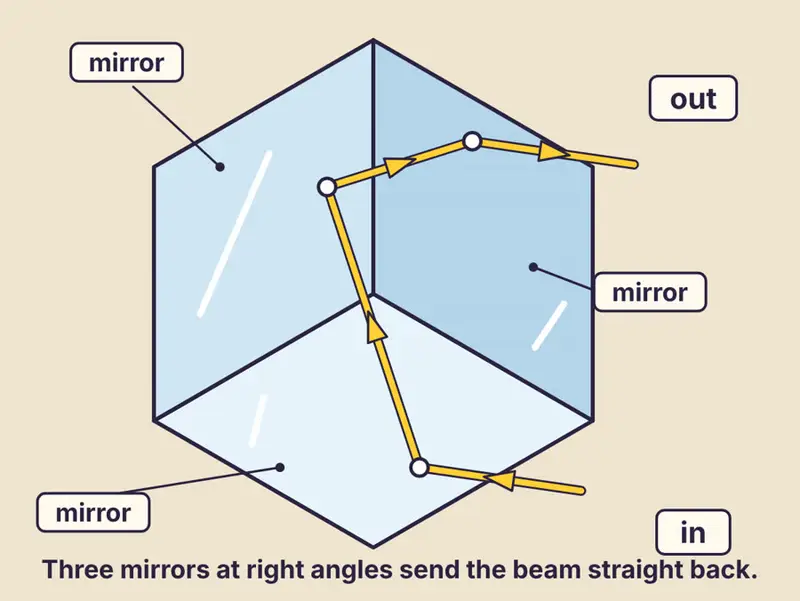 mirror
out
mirror
mirror
in
Three mirrors at right angles send the beam straight back.